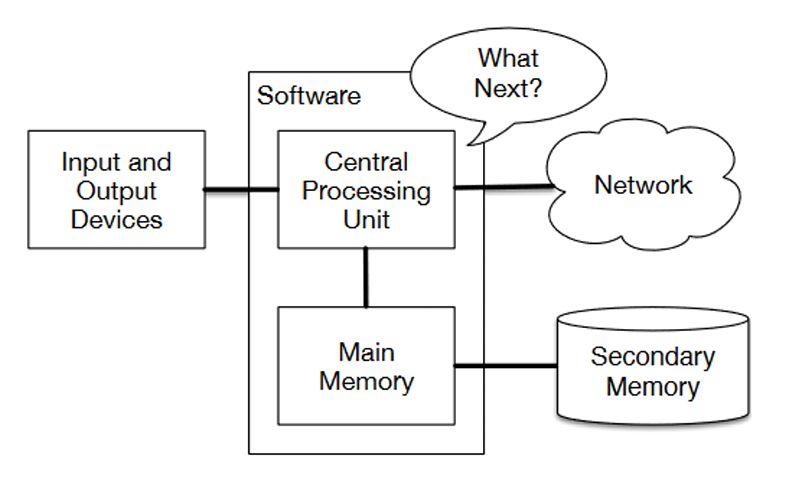 What
Next?
Software
Input and
Output
Devices
Central
Processing
Unit
Network
Main
Memory
Secondary
Memory